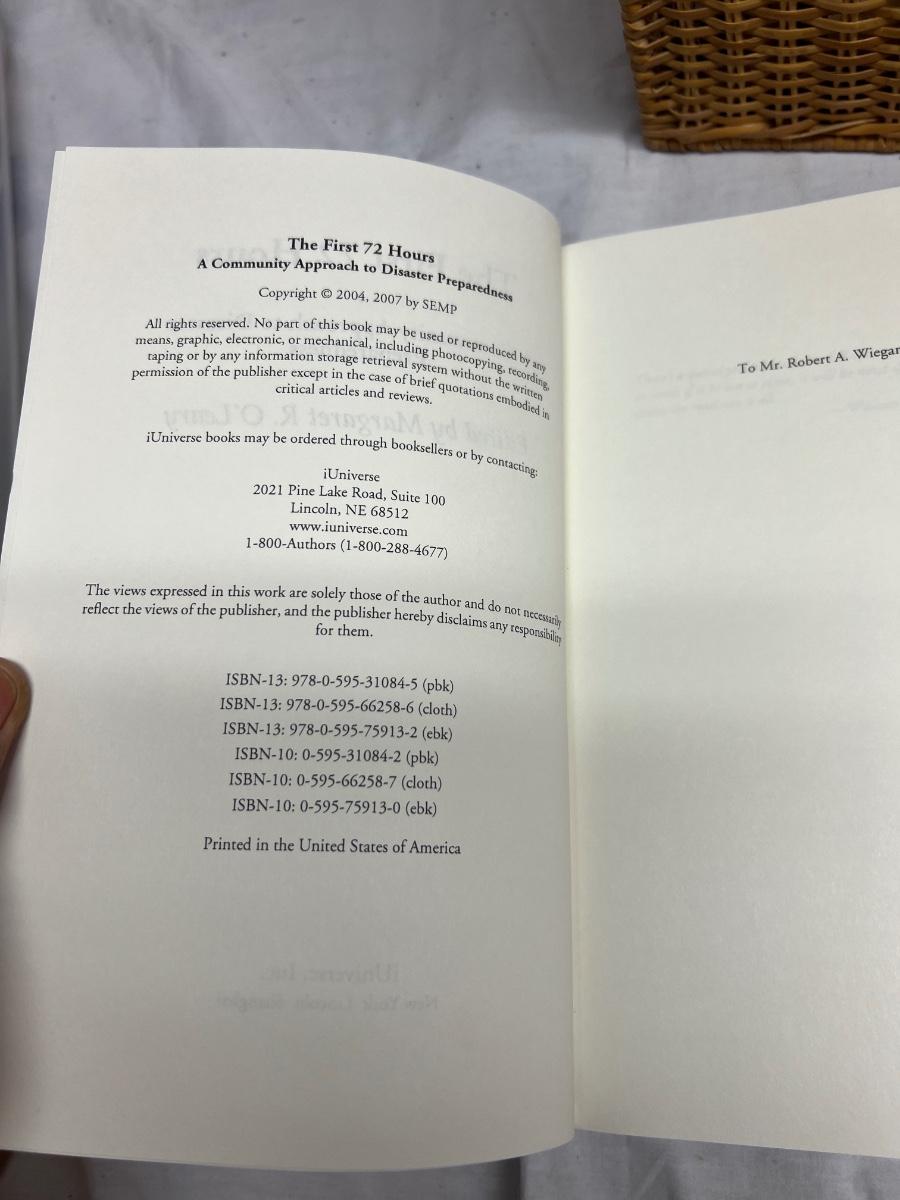 The First 72 Hours
A Community Approach to Disaster Preparedness
Copyright © 2004, 2007 by SEMP
All rights reserved. No part of this book may be used or reproduced by any
means, graphic, electronic, or mechanical, including photocopying, recording,
taping or by any information storage retrieval system without the written
permission of the publisher except in the case of brief quotations embodied in
critical articles and reviews.
iUniverse books may be ordered through booksellers or by contacting:
iUniverse
2021 Pine Lake Road, Suite 100
Lincoln, NE 68512
www.iuniverse.com
1-800-Authors (1-800-288-4677)
The views expressed in this work are solely those of the author and do not necessarily
reflect the views of the publisher, and the publisher hereby disclaims any responsibility
for them.
ISBN-13: 978-0-595-31084-5 (pbk)
ISBN-13: 978-0-595-66258-6 (cloth)
ISBN-13: 978-0-595-75913-2 (ebk)
ISBN-10: 0-595-31084-2 (pbk)
ISBN-10: 0-595-66258-7 (cloth)
ISBN-10: 0-595-75913-0 (ebk)
Printed in the United States of America
To Mr. Robert A.